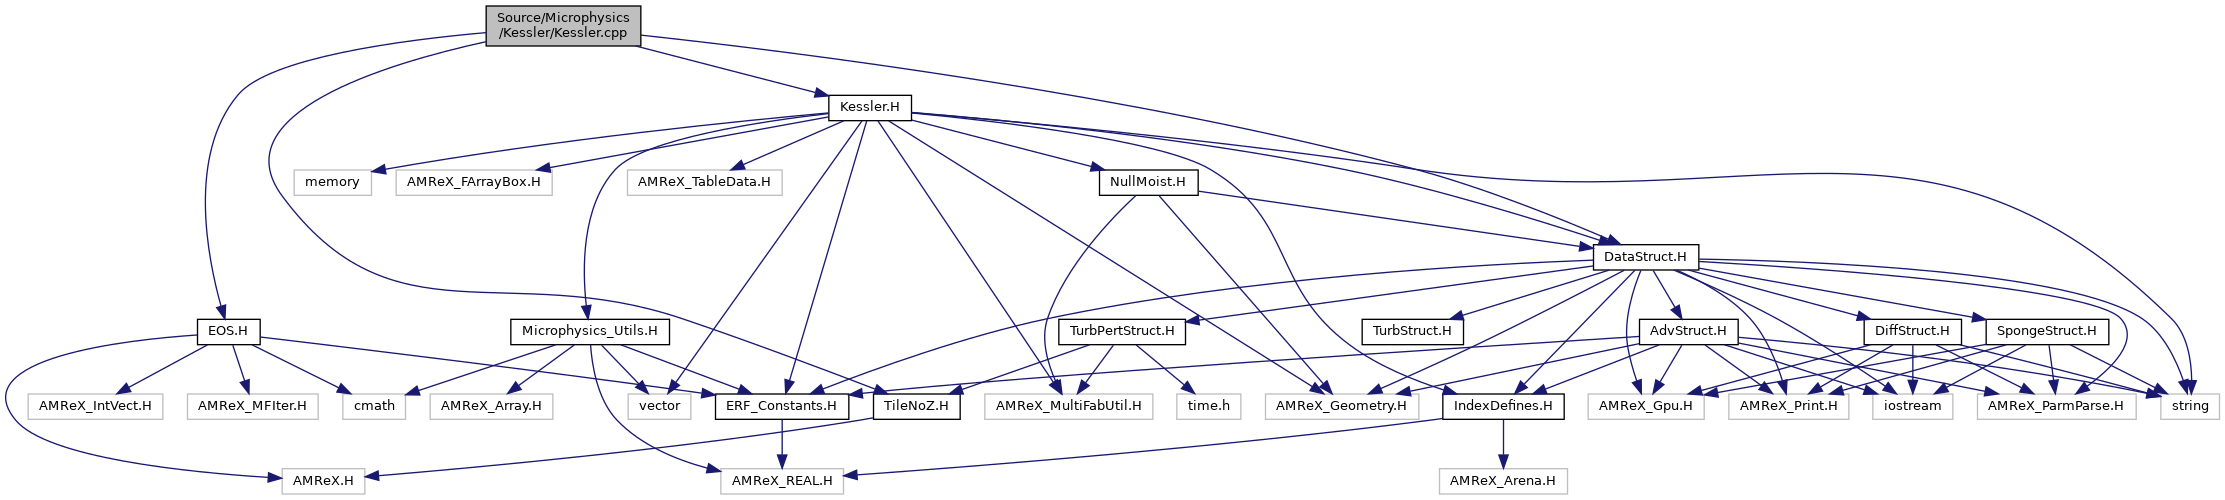 Source/Microphysics
/Kessler/Kessler.cpp
Kessler.H
memory
AMReX_FArrayBox.H
AMReX_TableData.H
NullMoist.H
DataStruct.H
EOS.H
Microphysics_Utils.H
TurbPertStruct.H
TurbStruct.H
AdvStruct.H
DiffStruct.H
SpongeStruct.H
AMReX_IntVect.H
AMReX_MFIter.H
cmath
AMReX_Array.H
vector
ERF_Constants.H
TileNoZ.H
AMReX_MultiFabUtil.H
time.h
AMReX_Geometry.H
IndexDefines.H
AMReX_Gpu.H
AMReX_Print.H
iostream
AMReX_ParmParse.H
string
AMReX.H
AMReX_REAL.H
AMReX_Arena.H